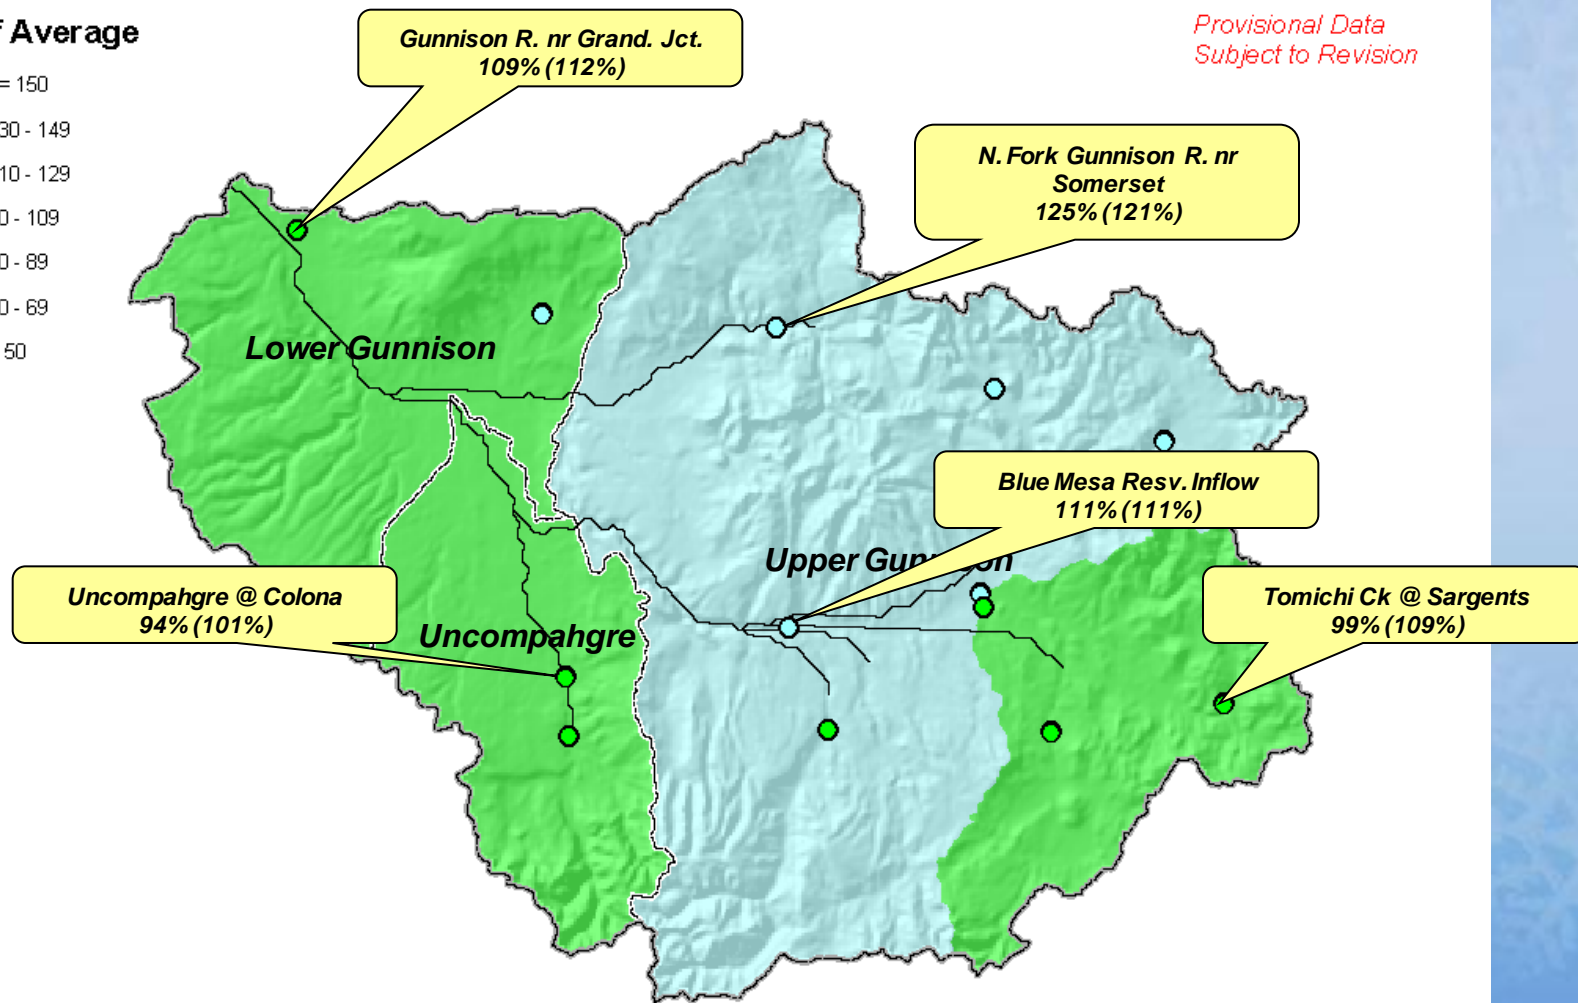 f Average
= 150
30 - 149
10 - 129
0 - 109
0 - 89
0 - 69
50
Provisional Data
Subject to Revision
Gunnison R. nr Grand. Jct.
109% (112%)
N. Fork Gunnison R. nr
Somerset
125% (121%)
Lower Gunnison
Blue Mesa Resv. Inflow
111% (111%)
Upper Gunnison
Uncompahgre @ Colona
94% (101%)
Uncompahgre
Tomichi Ck @ Sargents
99% (109%)